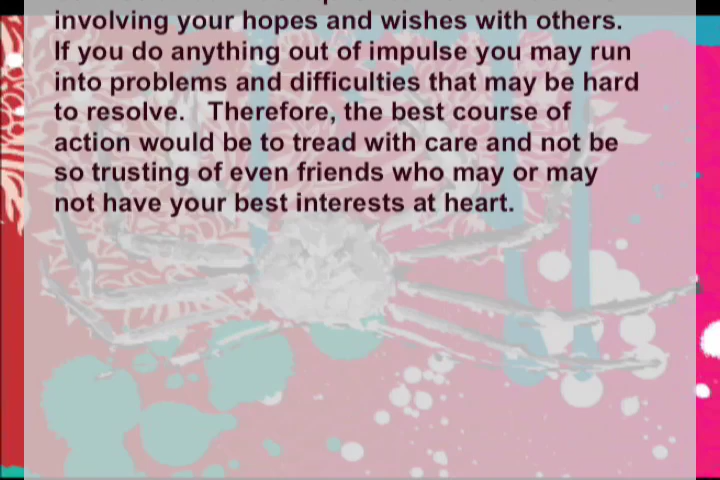 involving your hopes and wishes with others.
If you do anything out of impulse you may run
into problems and difficulties that may be hard
to resolve. Therefore, the best course of
action would be to tread with care and not be
so trusting of even friends who may or may
not have your best interests at heart.